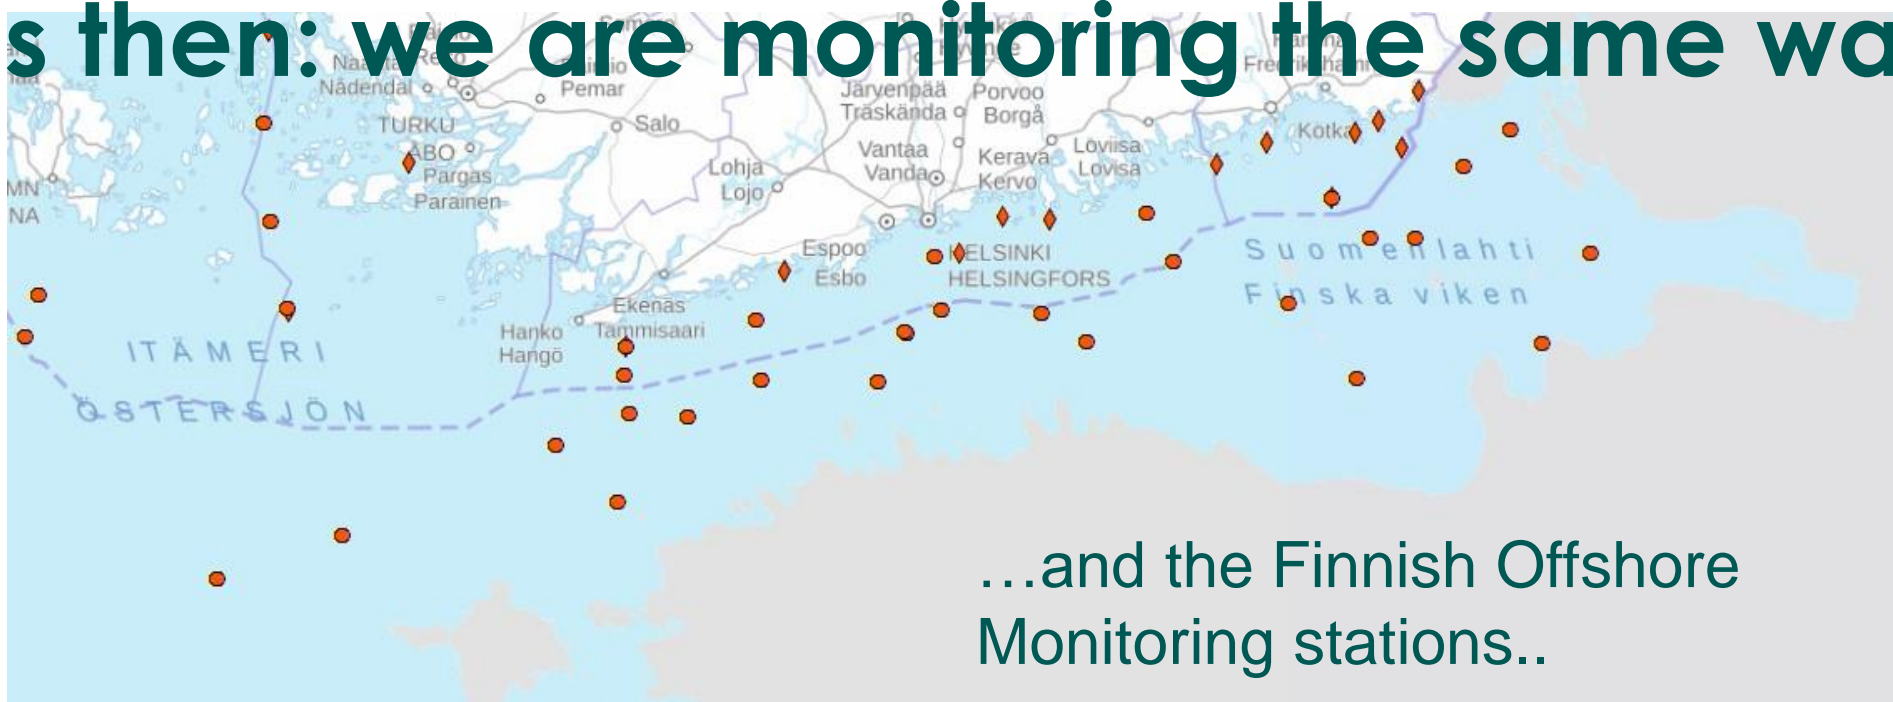 s then: we are monitoring the same wa
Nådendal
Pemar
TURKU
ÅBO
Pargas
Parainen
Salo
Lohja
Lojo
Järvenpää
Träskända
Porvoo
Borgå
Vantaa
Vanda
Kerava
Kervo
Loviisa
Lovisa
Kotka
MN
NA
Espoo
Esbo
HELSINKI
HELSINGFORS
Suomenlahti
Finska viken
Ekenäs
Tammisaari
Hanko
Hangö
ITÄMERI
ÖSTERSJÖN
…and the Finnish Offshore
Monitoring stations..